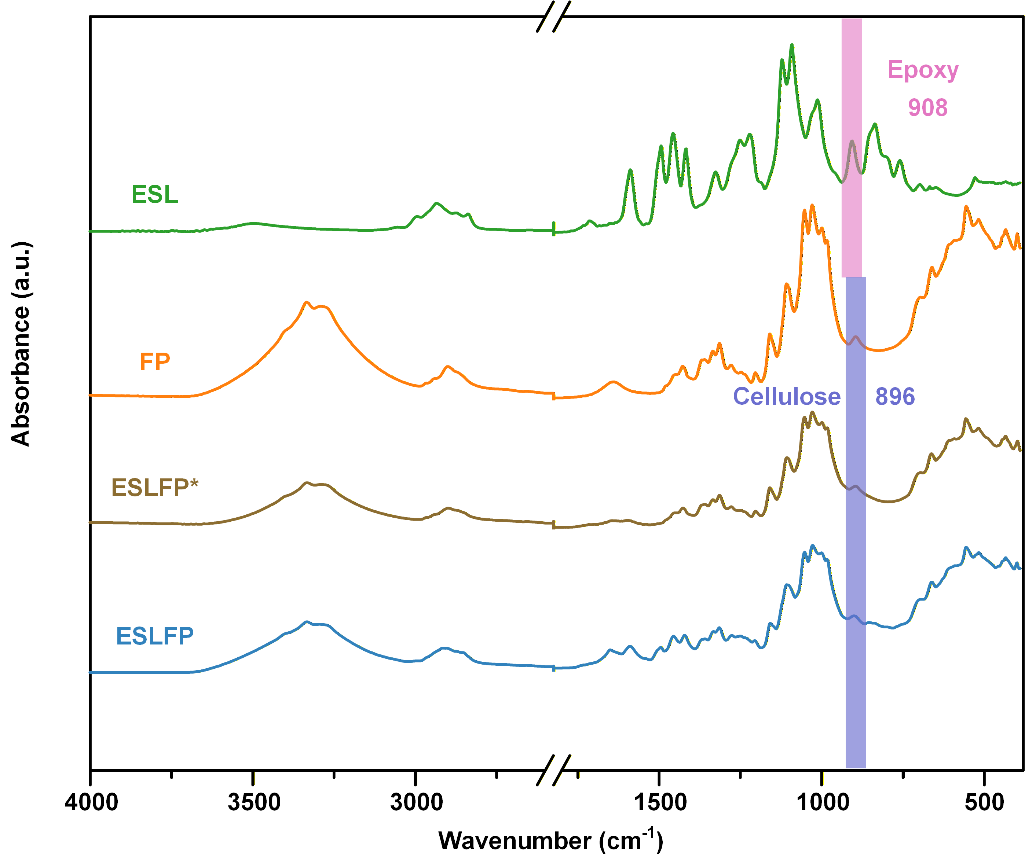 Epoxy
908
ESL
FP
Cellulose 896
ESLFP*
ESLFP
Absorbance (a.u.)
4000 3500 3000 1500 1000 500
Wavenumber (cm⁻¹)